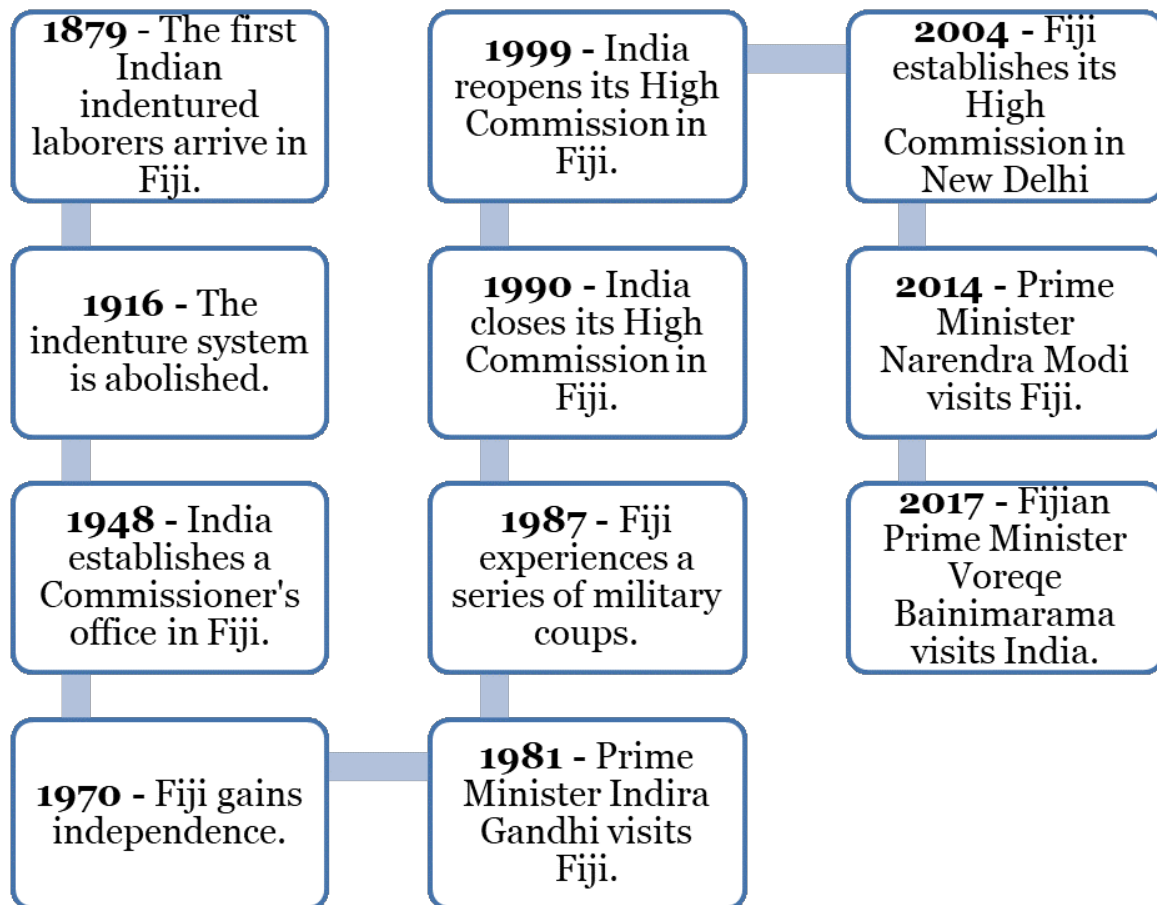 1879 - The first
Indian
indentured
laborers arrive in
Fiji.
1916 - The
indenture system
is abolished.
1948 - India
establishes a
Commissioner's
office in Fiji.
1970 - Fiji gains
independence.
1981 - Prime
Minister Indira
Gandhi visits
Fiji.
1987 - Fiji
experiences a
series of military
coups.
1990 - India
closes its High
Commission in
Fiji.
1999 - India
reopens its High
Commission in
Fiji.
2004 - Fiji
establishes its
High
Commission in
New Delhi
2014 - Prime
Minister
Narendra Modi
visits Fiji.
2017 - Fijian
Prime Minister
Voreqe
Bainimarama
visits India.